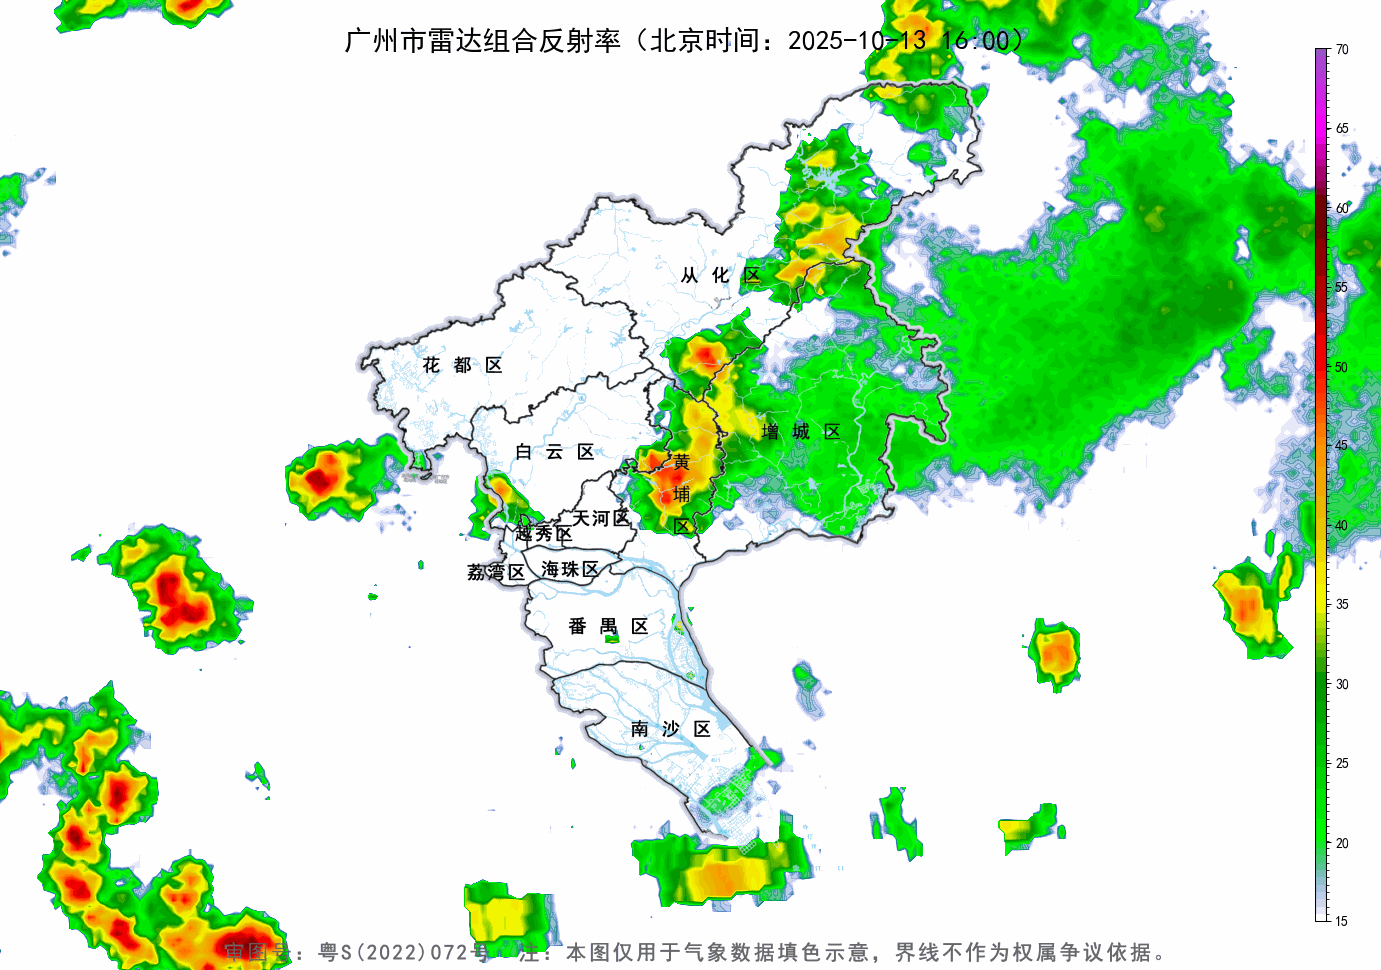 广州市雷达组合反射率（北京时间：2025-10-13 16:00）
70
65
60
55
50
45
40
35
30
25
20
15
从化区
花都区
增城区
白云区
黄埔区
天河区
越秀区
荔湾区
海珠区
番禺区
南沙区
审图号：粤S(2022)072号 注：本图仅用于气象数据填色示意，界线不作为权属争议依据。